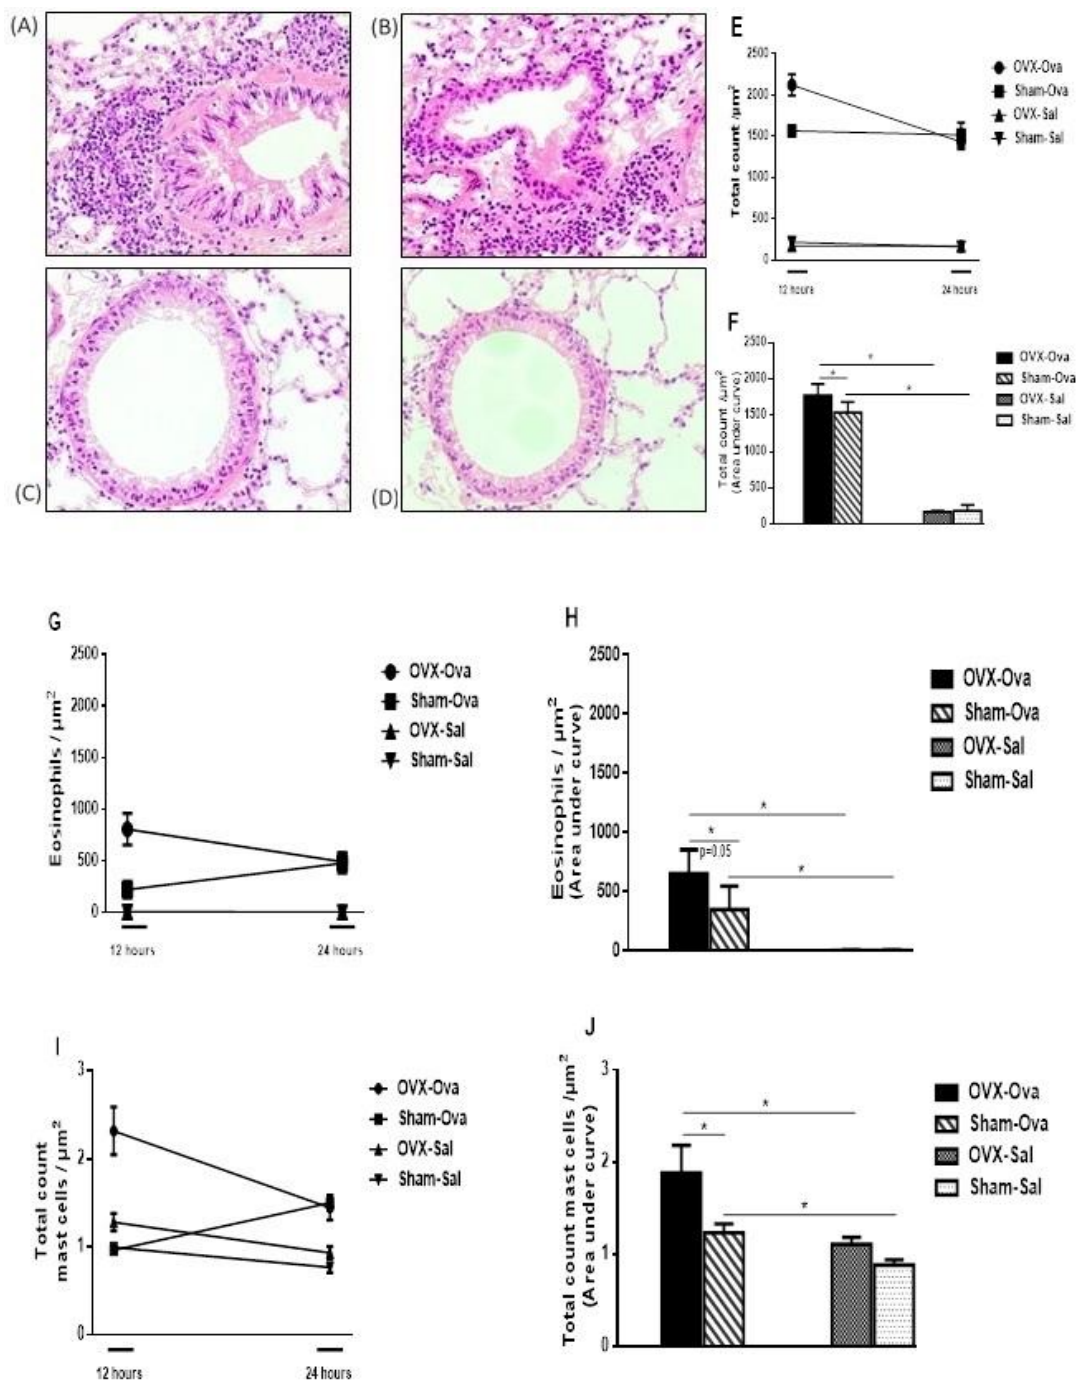 (A)
(B)
(C)
(D)
E
Total count /µm²
2500
2000
1500
1000
500
0
12 hours
24 hours
OVX-Ova
Sham-Ova
OVX-Sal
Sham-Sal
F
Total count /µm²
(Area under curve)
2500
2000
1500
1000
500
0
*
*
*
OVX-Ova
Sham-Ova
OVX-Sal
Sham-Sal
G
Eosinophils / µm²
2500
2000
1500
1000
500
0
12 hours
24 hours
OVX-Ova
Sham-Ova
OVX-Sal
Sham-Sal
H
Eosinophils / µm²
(Area under curve)
2500
2000
1500
1000
500
0
*
*
p=0.05
*
OVX-Ova
Sham-Ova
OVX-Sal
Sham-Sal
I
Total count
mast cells / µm²
3
2
1
0
12 hours
24 hours
OVX-Ova
Sham-Ova
OVX-Sal
Sham-Sal
J
Total count mast cells /µm²
(Area under curve)
3
2
1
0
*
*
*
OVX-Ova
Sham-Ova
OVX-Sal
Sham-Sal